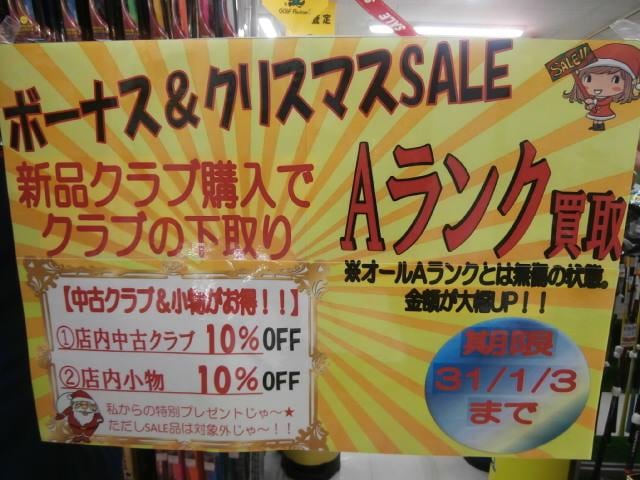 GOLF Partner
限定
SALE
ボーナス&クリスマスSALE
SALE!!
新品クラブ購入で
クラブの下取り
Aランク買取
※オールAランクとは無傷の状態。
金額が大幅UP!!
【中古クラブ&小物がお得!!】
①店内中古クラブ 10%OFF
②店内小物 10%OFF
私からの特別プレゼントじゃ〜★
ただしSALE品は対象外じゃ〜!!
期限
31/1/3
まで